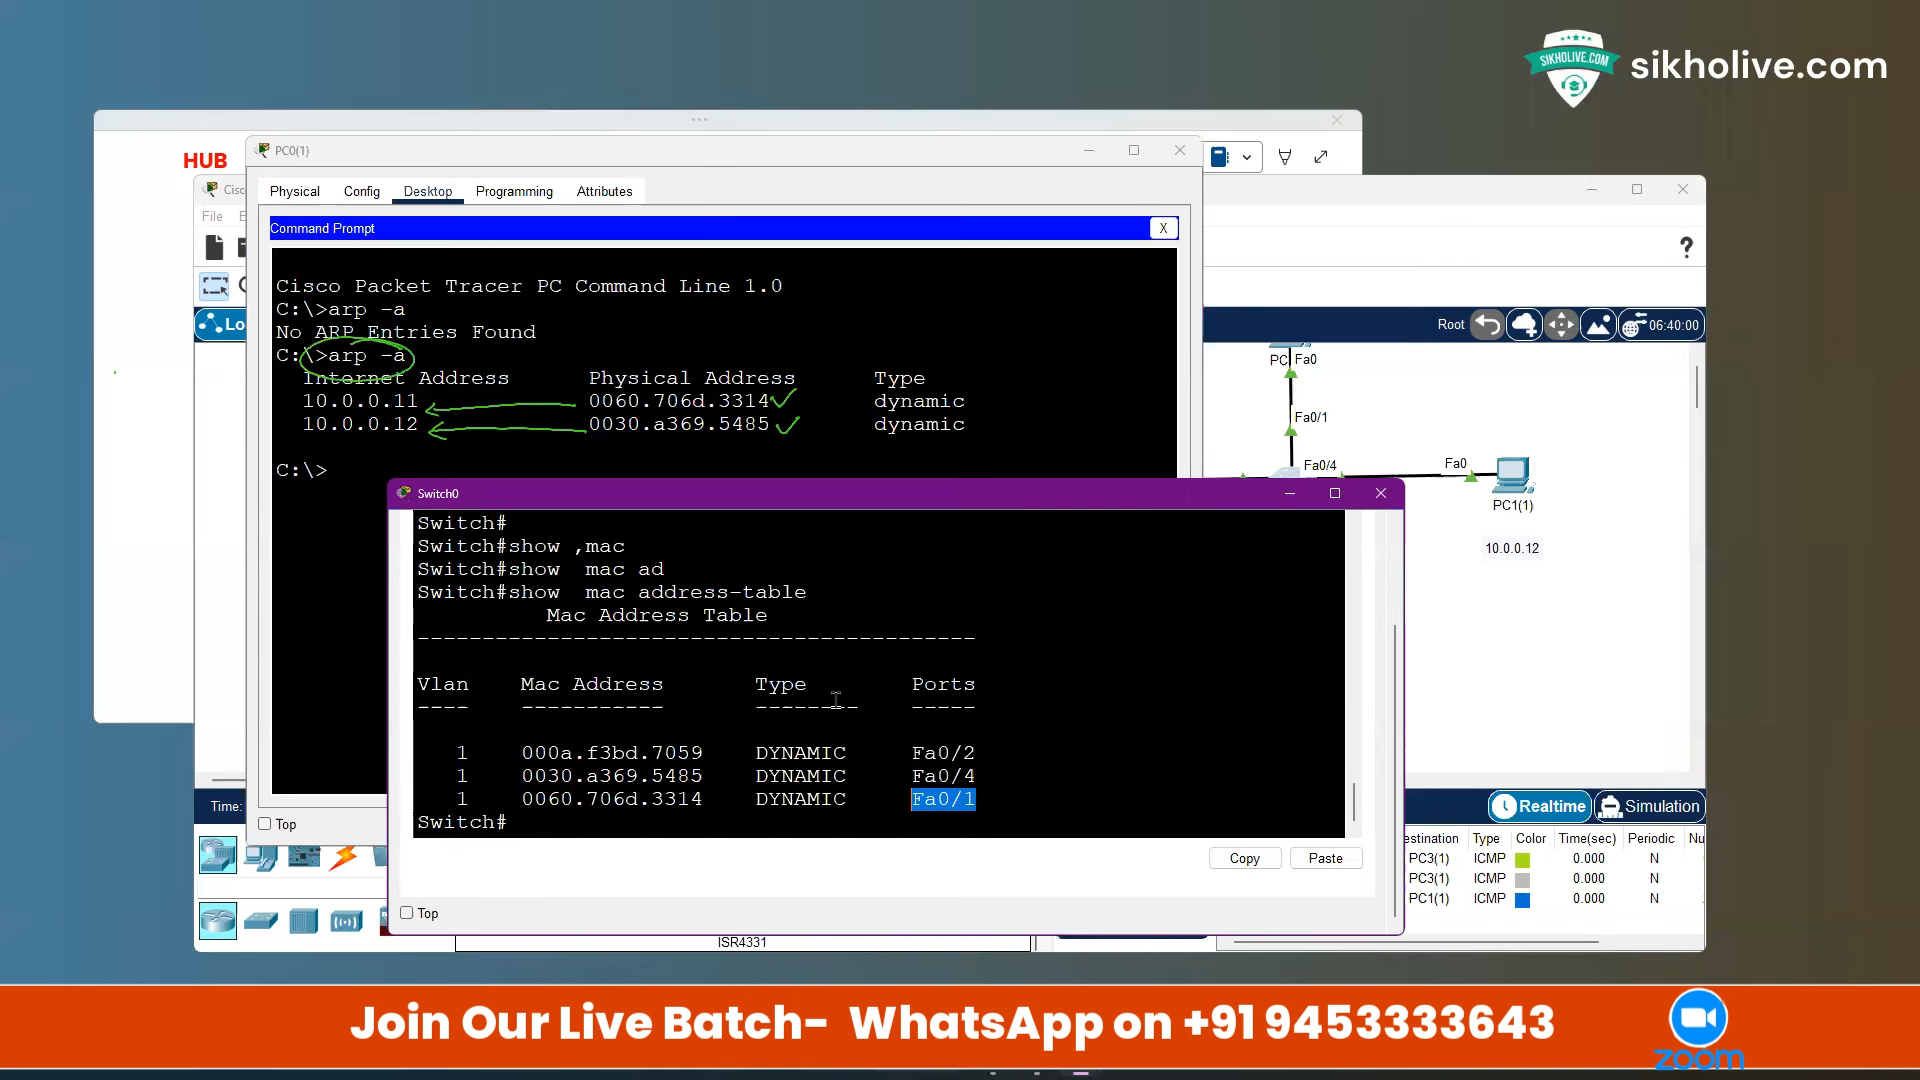 SIKHOLIVE.COM
sikholive.com
HUB
PC0(1)
Physical Config Desktop Programming Attributes
Command Prompt
X
Cisco Packet Tracer PC Command Line 1.0
C:\>arp -a
No ARP Entries Found
C:\>arp -a
Internet Address Physical Address Type
10.0.0.11 0060.706d.3314 dynamic
10.0.0.12 0030.a369.5485 dynamic
C:\>
Top
Cisc
File E
Lo
Root
06:40:00
?
PC Fa0
Fa0/1
Fa0/4
Fa0
PC1(1)
10.0.0.12
Switch0
Switch#
Switch#show ,mac
Switch#show  mac ad
Switch#show  mac address-table
Mac Address Table
-------------------------------------------
Vlan Mac Address Type Ports
---- ----------- -------- -----
1 000a.f3bd.7059 DYNAMIC Fa0/2
1 0030.a369.5485 DYNAMIC Fa0/4
1 0060.706d.3314 DYNAMIC Fa0/1
Switch#
Copy Paste
Top
Time:
Realtime Simulation
estination Type Color Time(sec) Periodic Nu
PC3(1) ICMP 0.000 N
PC3(1) ICMP 0.000 N
PC1(1) ICMP 0.000 N
ISR4331
Join Our Live Batch- WhatsApp on +91 9453333643
zoom